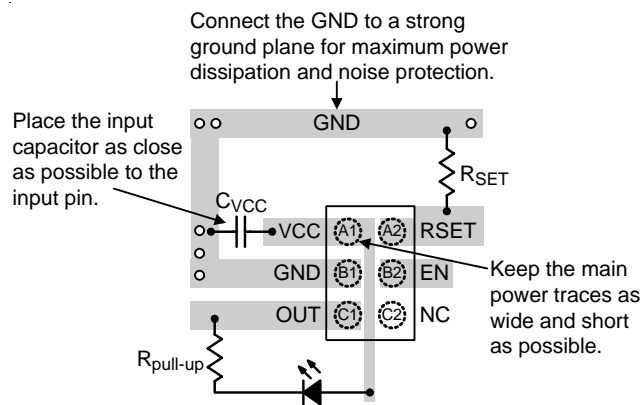 Connect the GND to a strong
ground plane for maximum power
dissipation and noise protection.
Place the input
capacitor as close
as possible to the
input pin.
GND
RSET
CVCC
VCC A1 A2 RSET
GND B1 B2 EN
OUT C1 C2 NC
Keep the main
power traces as
wide and short
as possible.
Rpull-up